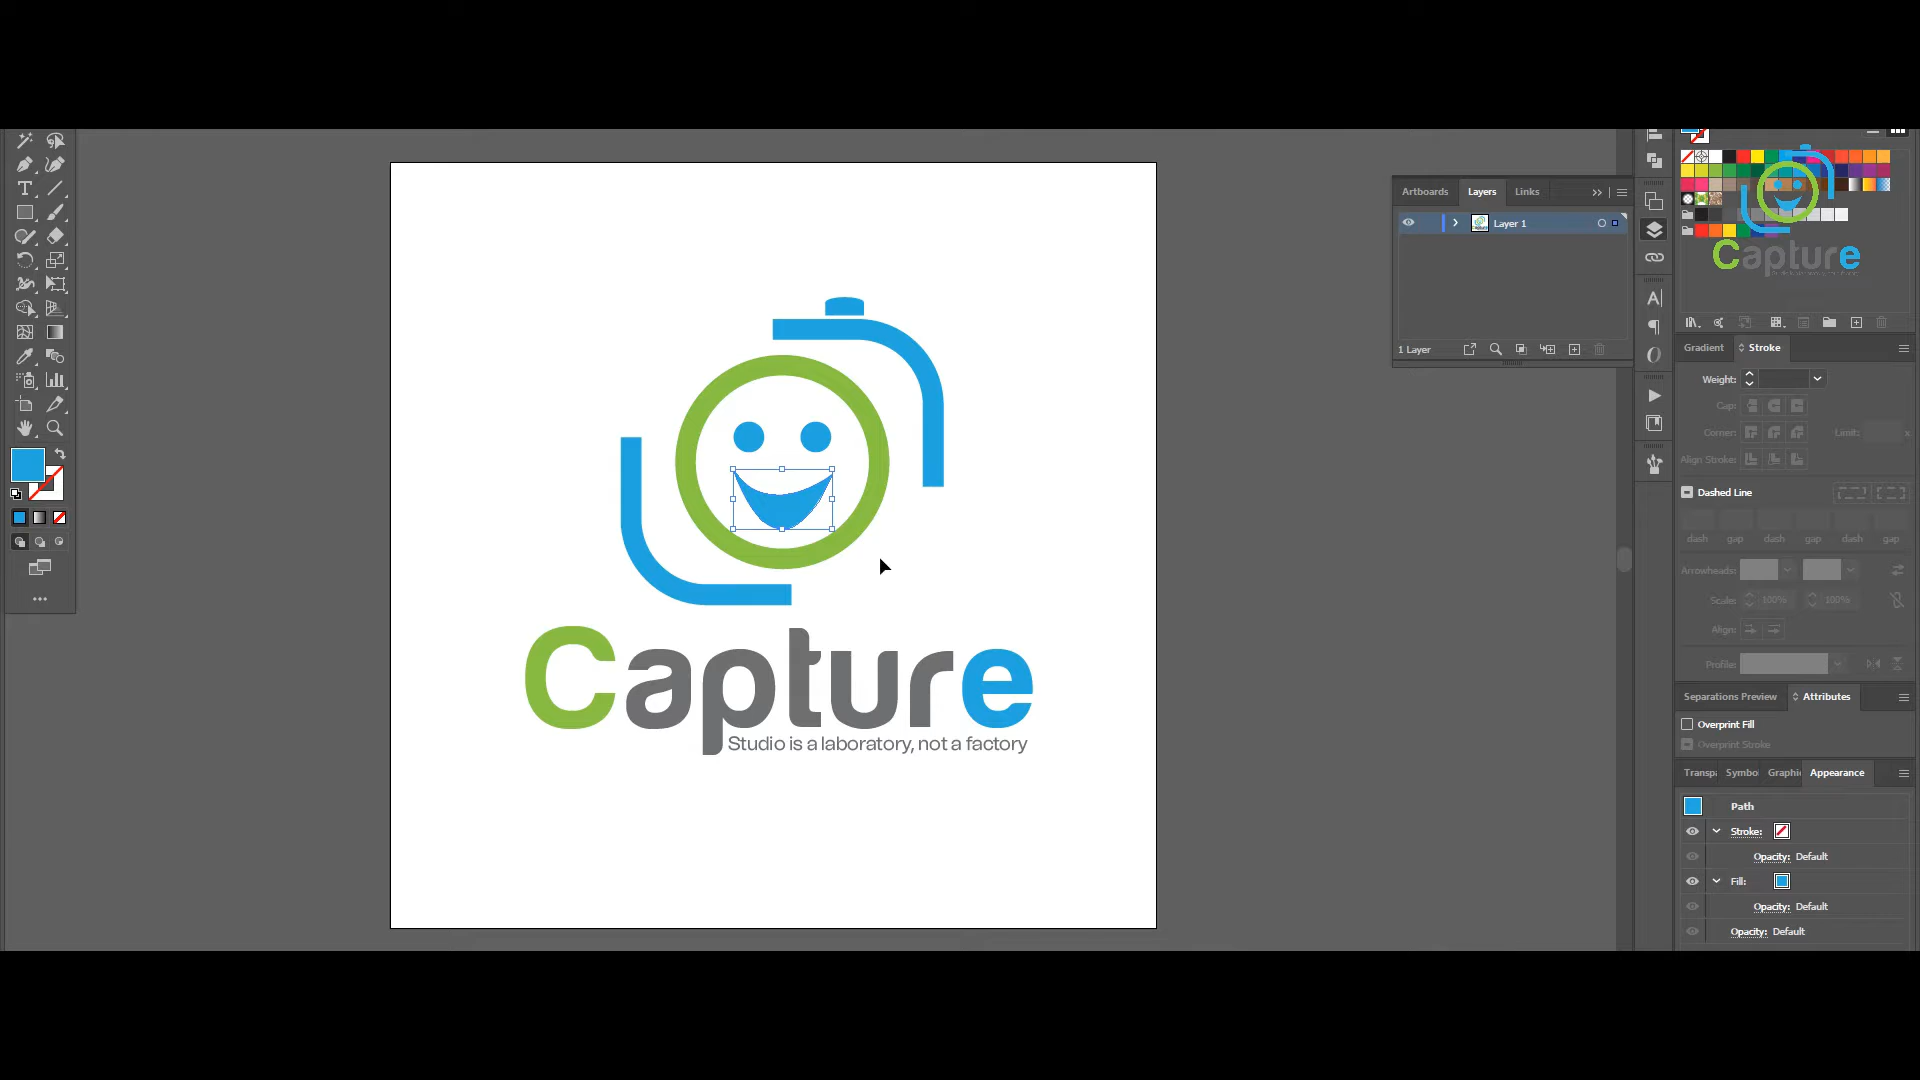 Artboards Layers Links
Layer 1
1 Layer
Capture
Studio is a laboratory, not a factory
Capture
Gradient Stroke
Weight:
Cap:
Corner: Limit: x
Align Stroke:
Dashed Line
dash gap dash gap dash gap
Arrowheads:
Scale: 100% 100%
Align:
Profile:
Separations Preview Attributes
Overprint Fill
Overprint Stroke
Transpa Symbo Graphi Appearance
Path
Stroke:
Opacity: Default
Fill:
Opacity: Default
Opacity: Default